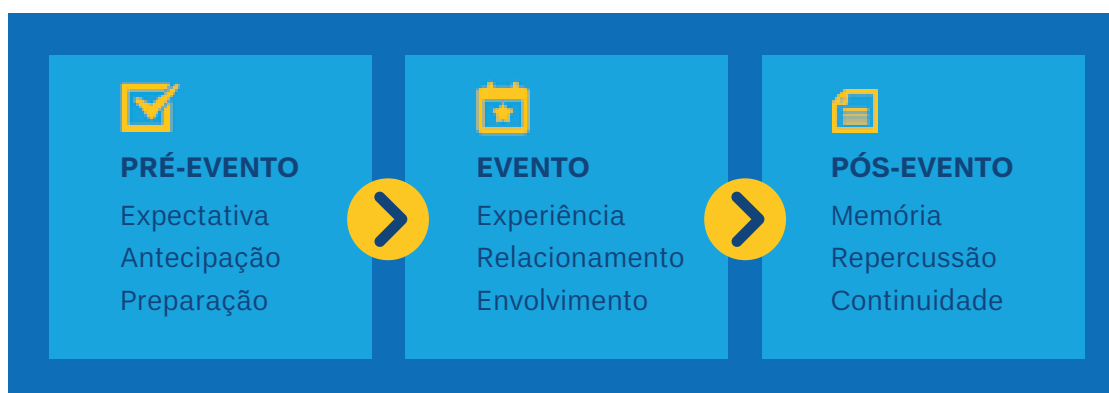 PRÉ-EVENTO
Expectativa
Antecipação
Preparação
EVENTO
Experiência
Relacionamento
Envolvimento
PÓS-EVENTO
Memória
Repercussão
Continuidade